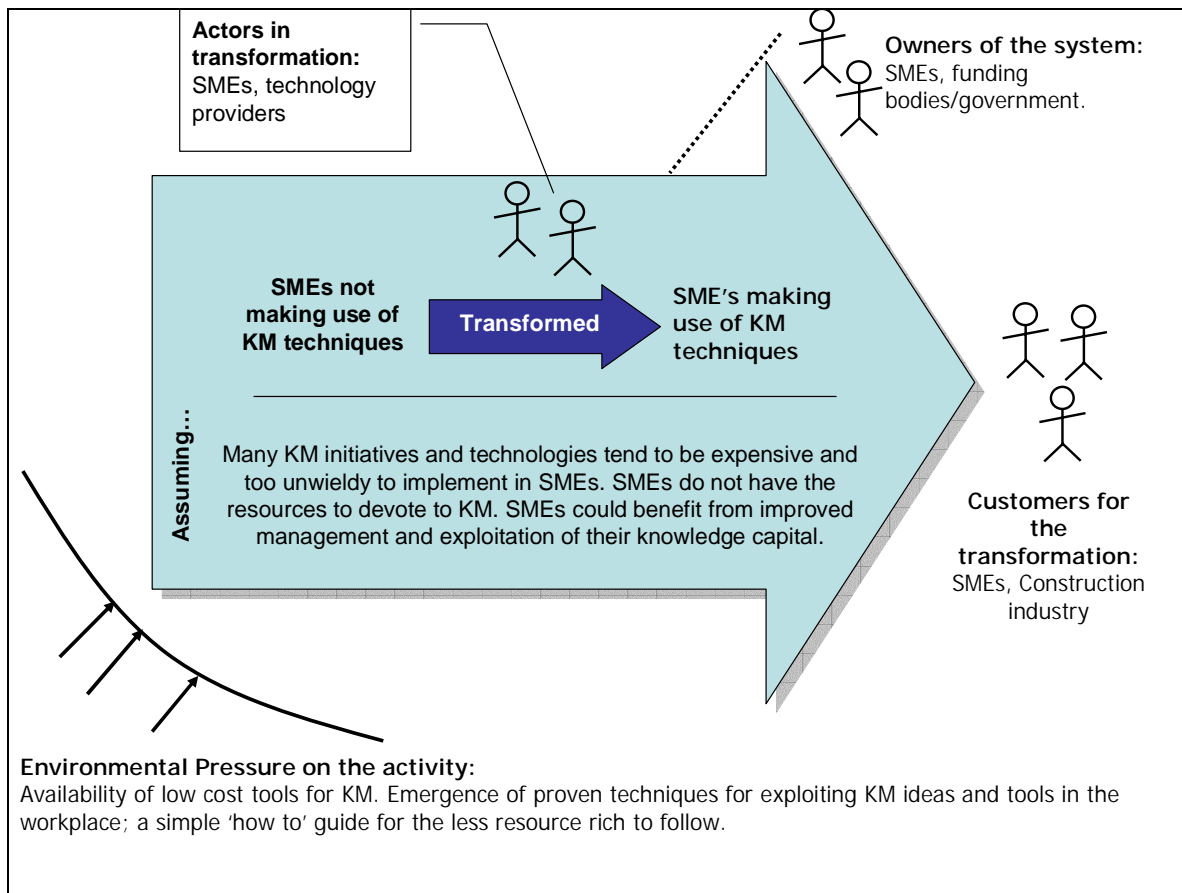 Actors in
transformation:
SMEs, technology
providers
Owners of the system:
SMEs, funding
bodies/government.
SMEs not
making use of
KM techniques
Transformed
SME's making
use of KM
techniques
Assuming…
Many KM initiatives and technologies tend to be expensive and
too unwieldy to implement in SMEs. SMEs do not have the
resources to devote to KM. SMEs could benefit from improved
management and exploitation of their knowledge capital.
Customers for
the
transformation:
SMEs, Construction
industry
Environmental Pressure on the activity:
Availability of low cost tools for KM. Emergence of proven techniques for exploiting KM ideas and tools in the
workplace; a simple ‘how to’ guide for the less resource rich to follow.